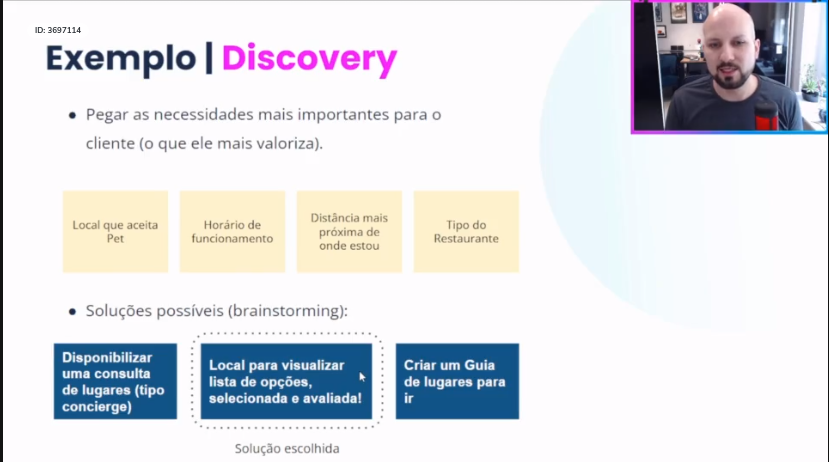 ID: 3697114
Exemplo | Discovery
• Pegar as necessidades mais importantes para o
cliente (o que ele mais valoriza).
Local que aceita
Pet
Horário de
funcionamento
Distância mais
próxima de
onde estou
Tipo do
Restaurante
• Soluções possíveis (brainstorming):
Disponibilizar
uma consulta
de lugares (tipo
concierge)
Local para visualizar
lista de opções,
selecionada e avaliada!
Criar um Guia
de lugares para
ir
Solução escolhida